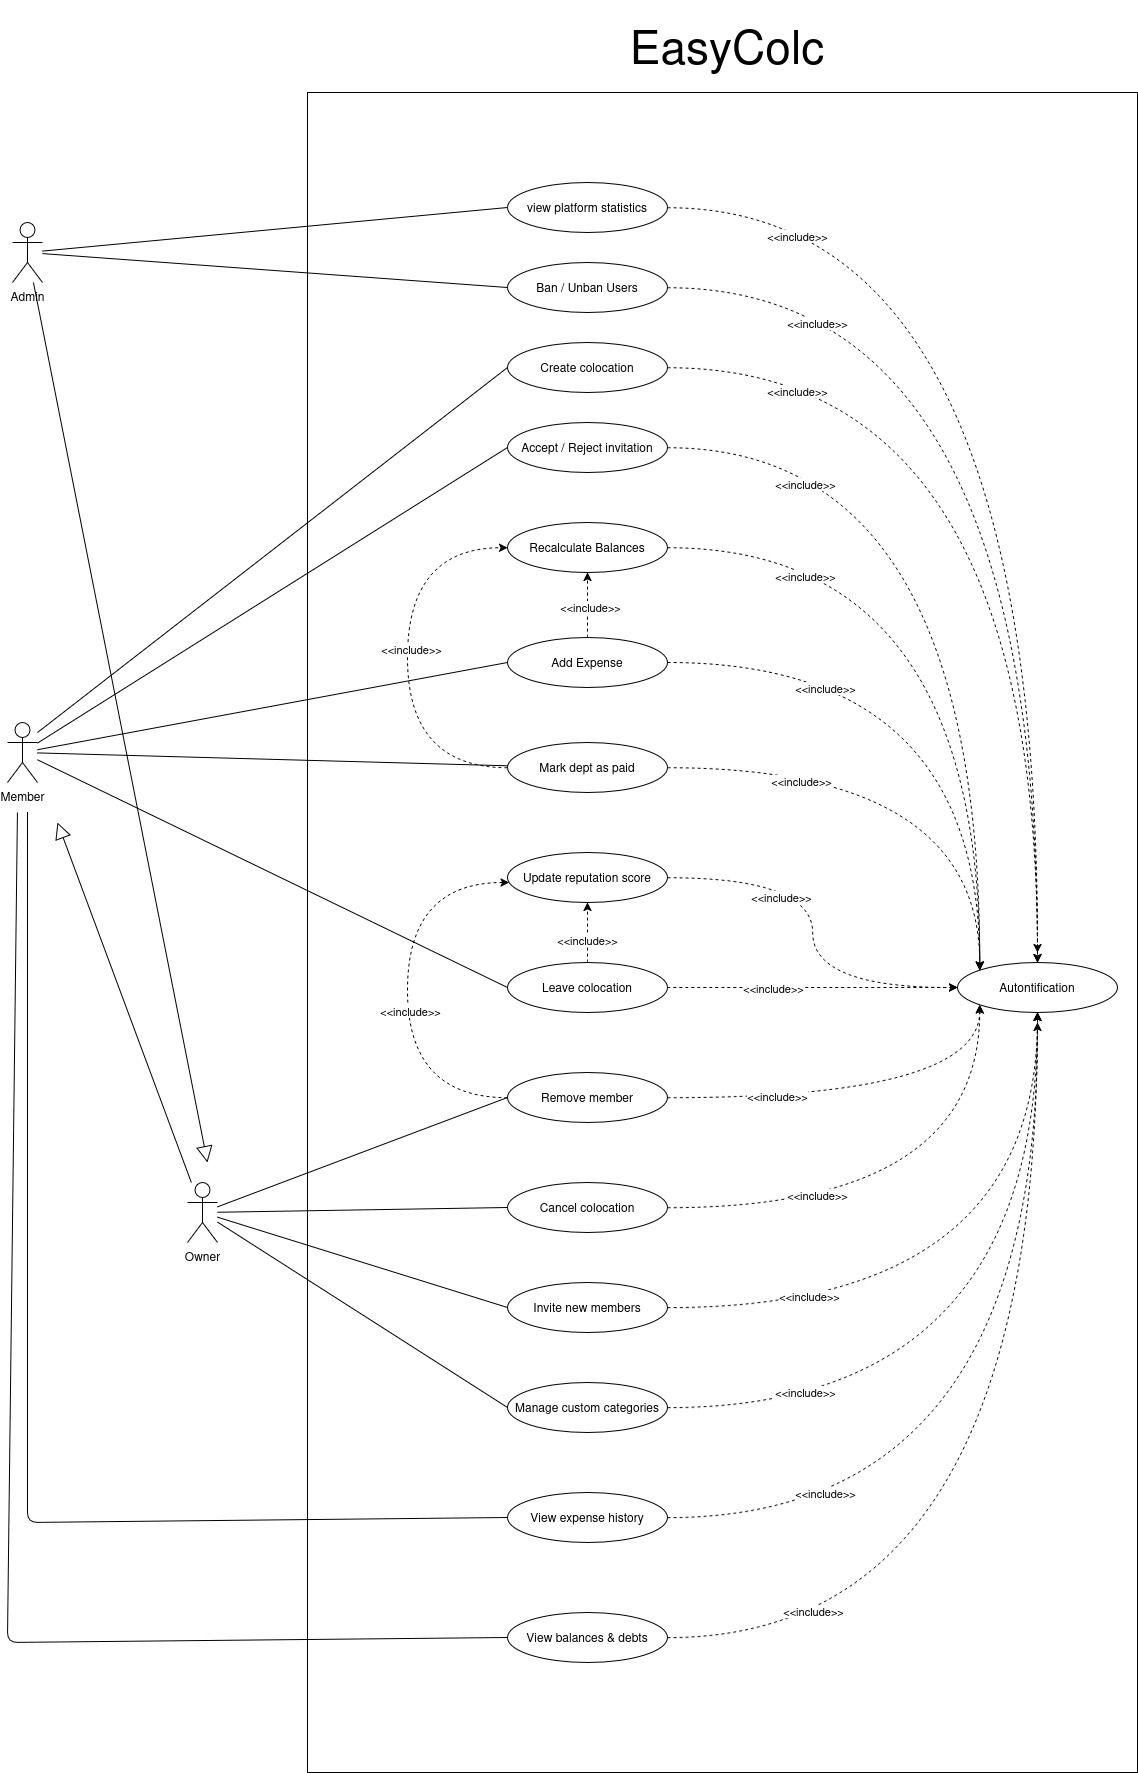 EasyColc
view platform statistics
<<include>>
Admin
Ban / Unban Users
<<include>>
Create colocation
<<include>>
Accept / Reject invitation
<<include>>
Recalculate Balances
<<include>>
<<include>>
<<include>>
Add Expense
<<include>>
Member
Mark dept as paid
<<include>>
Update reputation score
<<include>>
<<include>>
Leave colocation
<<include>>
Autontification
<<include>>
Remove member
<<include>>
Cancel colocation
<<include>>
Owner
Invite new members
<<include>>
Manage custom categories
<<include>>
View expense history
<<include>>
View balances & debts
<<include>>